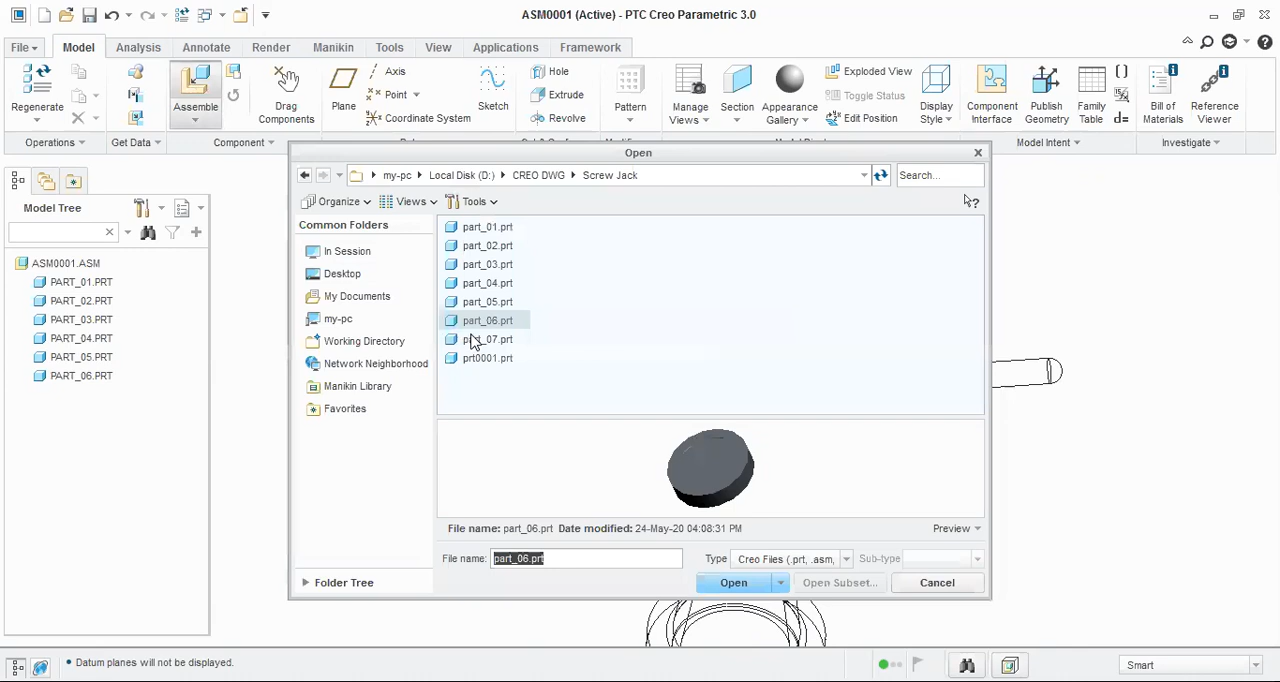 ASM0001 (Active) - PTC Creo Parametric 3.0
File
Model
Analysis
Annotate
Render
Manikin
Tools
View
Applications
Framework
Regenerate
Assemble
Drag
Components
Plane
Axis
Point
Coordinate System
Sketch
Hole
Extrude
Revolve
Pattern
Manage
Views
Section
Appearance
Gallery
Exploded View
Toggle Status
Edit Position
Display
Style
Component
Interface
Publish
Geometry
Family
Table
d=
Bill of
Materials
Reference
Viewer
Operations
Get Data
Component
Model Intent
Investigate
Model Tree
ASM0001.ASM
PART_01.PRT
PART_02.PRT
PART_03.PRT
PART_04.PRT
PART_05.PRT
PART_06.PRT
Open
my-pc
Local Disk (D:)
CREO DWG
Screw Jack
Search...
Organize
Views
Tools
Common Folders
In Session
Desktop
My Documents
my-pc
Working Directory
Network Neighborhood
Manikin Library
Favorites
Folder Tree
part_01.prt
part_02.prt
part_03.prt
part_04.prt
part_05.prt
part_06.prt
part_07.prt
prt0001.prt
File name: part_06.prt Date modified: 24-May-20 04:08:31 PM
Preview
File name: part_06.prt
Type Creo Files (.prt, .asm,
Sub-type
Open
Open Subset...
Cancel
Datum planes will not be displayed.
Smart